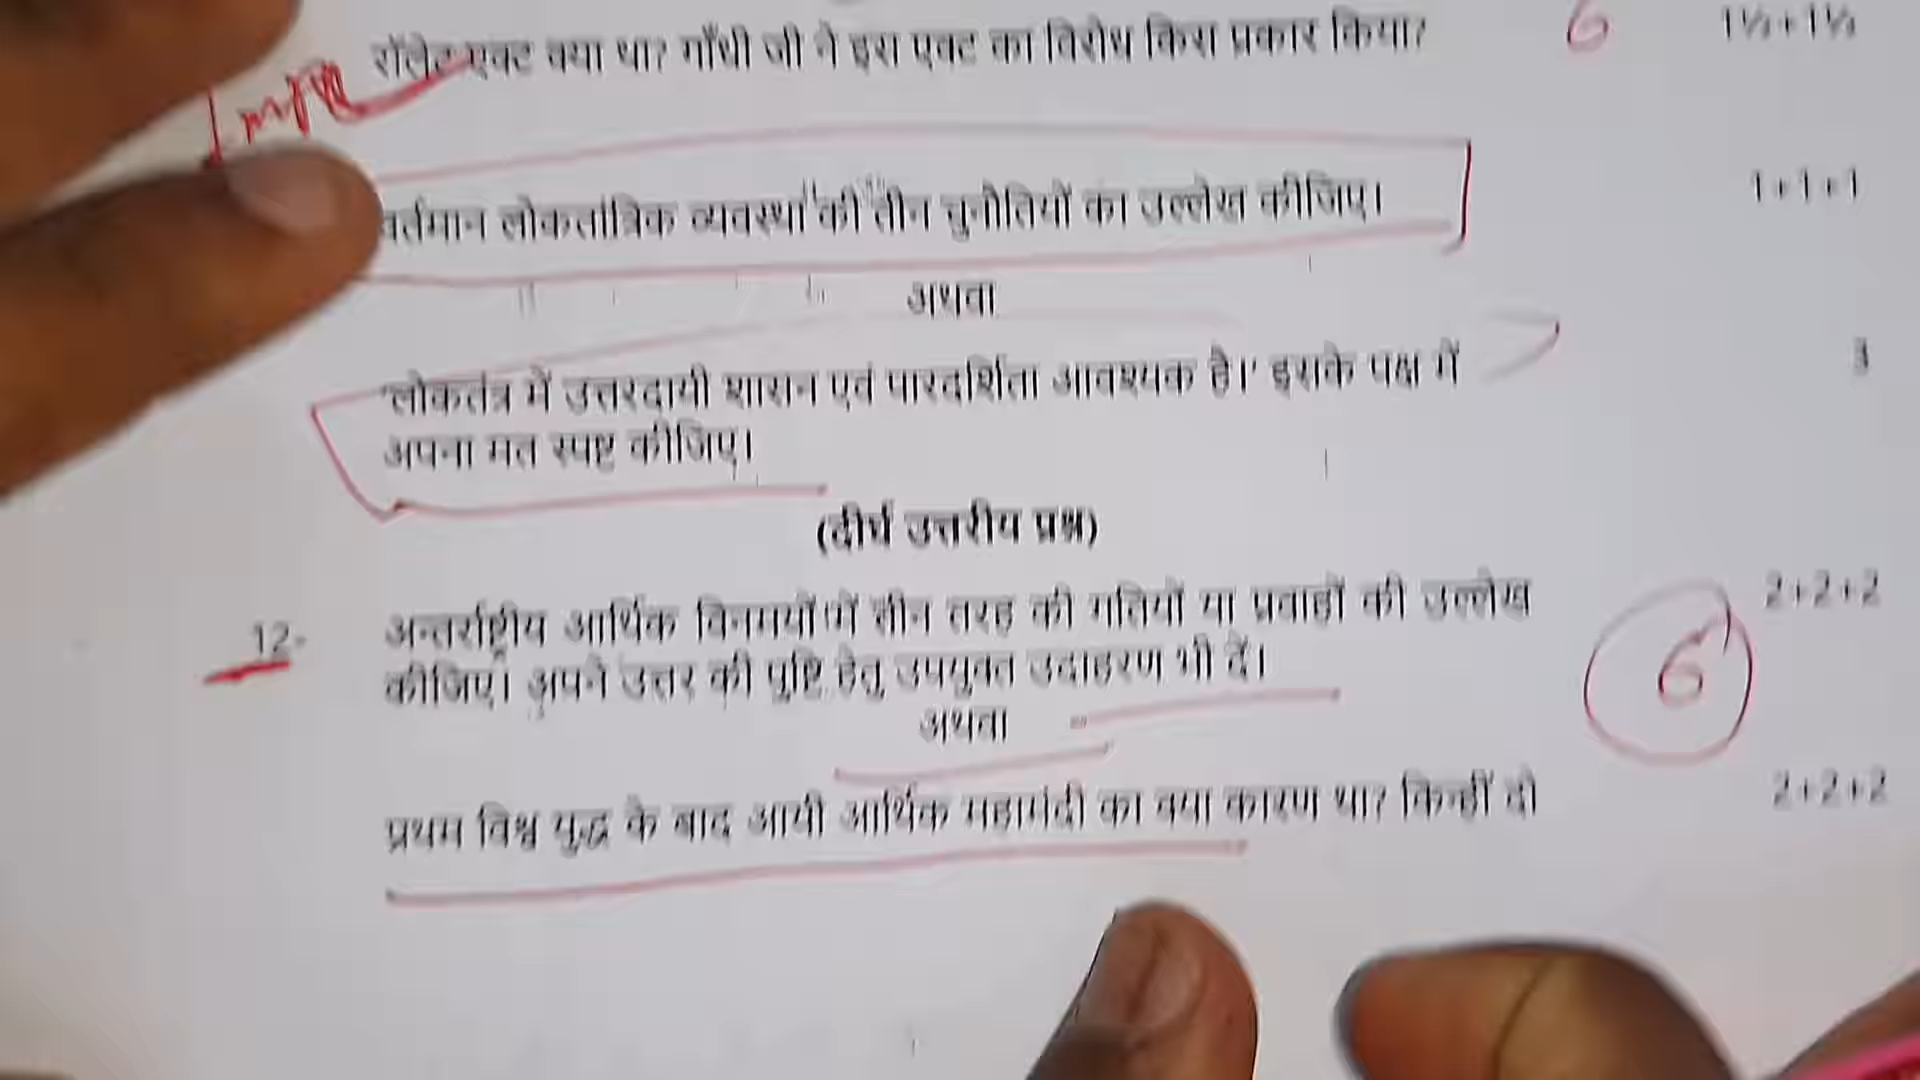 रॉलेट एक्ट क्या था? गाँधी जी ने इस एक्ट का विरोध किस प्रकार किया? 6 1½+1½
Imp
वर्तमान लोकतांत्रिक व्यवस्था की तीन चुनौतियों का उल्लेख कीजिए। 1+1+1
अथवा
'लोकतंत्र में उत्तरदायी शासन एवं पारदर्शिता आवश्यक है।' इसके पक्ष में 3
अपना मत स्पष्ट कीजिए।
(दीर्घ उत्तरीय प्रश्न)
12- अन्तर्राष्ट्रीय आर्थिक विनमयों में तीन तरह की गतियों या प्रवाहों की उल्लेख 2+2+2
कीजिए। अपने उत्तर की पुष्टि हेतु उपयुक्त उदाहरण भी दें। 6
अथवा
प्रथम विश्व युद्ध के बाद आयी आर्थिक महामंदी का क्या कारण था? किन्हीं दो 2+2+2